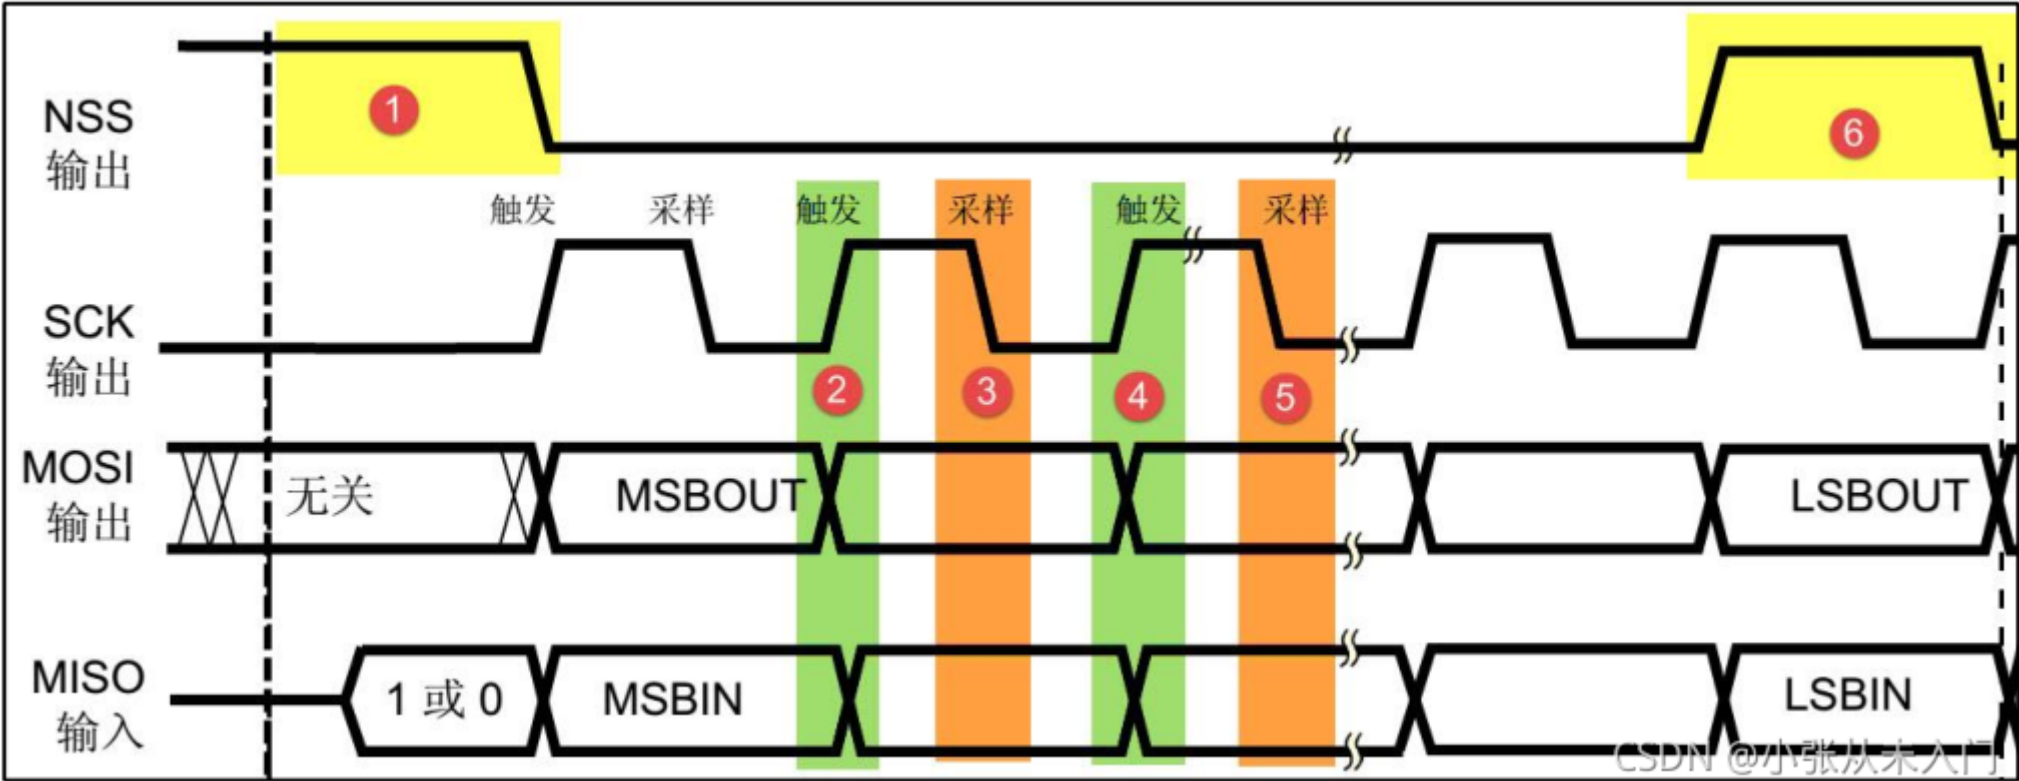 1
6
NSS
输出
触发 采样 触发 采样 触发 采样
SCK
输出
2 3 4 5
MOSI
输出
无关 MSBOUT LSBOUT
MISO
输入
1 或 0 MSBIN LSBIN
CSDN @小张从未入门